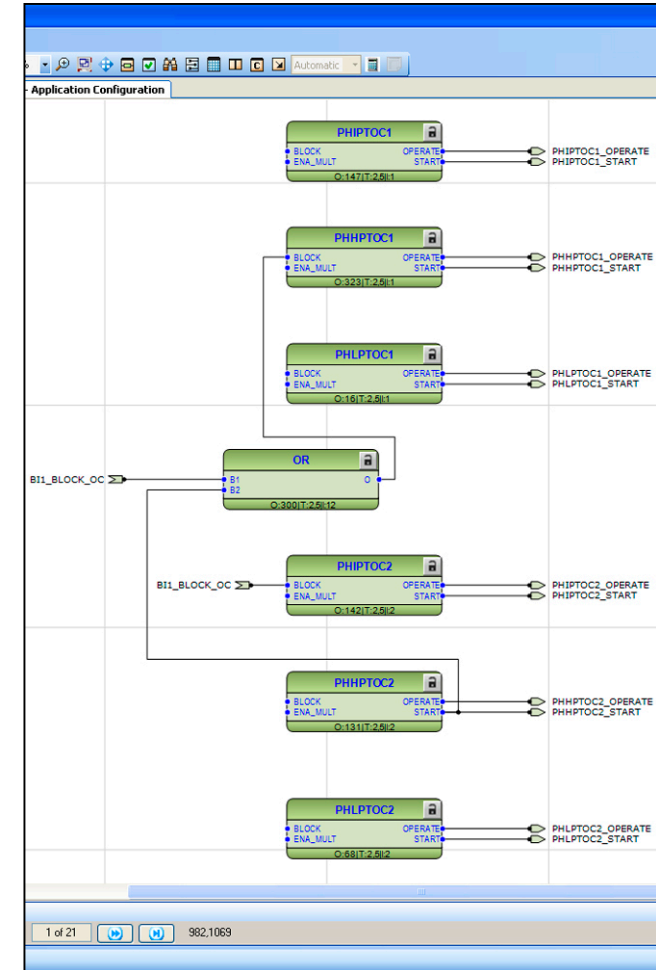 Automatic
Application Configuration
PHIPTOC1
BLOCK OPERATE PHIPTOC1_OPERATE
ENA_MULT START PHIPTOC1_START
O:147|T:2,5|I:1
PHHPTOC1
BLOCK OPERATE PHHPTOC1_OPERATE
ENA_MULT START PHHPTOC1_START
O:323|T:2,5|I:1
PHLPTOC1
BLOCK OPERATE PHLPTOC1_OPERATE
ENA_MULT START PHLPTOC1_START
O:16|T:2,5|I:1
OR
BI1_BLOCK_OC B1 O
B2
O:300|T:2,5|I:12
PHIPTOC2
BI1_BLOCK_OC BLOCK OPERATE PHIPTOC2_OPERATE
ENA_MULT START PHIPTOC2_START
O:142|T:2,5|I:2
PHHPTOC2
BLOCK OPERATE PHHPTOC2_OPERATE
ENA_MULT START PHHPTOC2_START
O:131|T:2,5|I:2
PHLPTOC2
BLOCK OPERATE PHLPTOC2_OPERATE
ENA_MULT START PHLPTOC2_START
O:68|T:2,5|I:2
1 of 21 982,1069